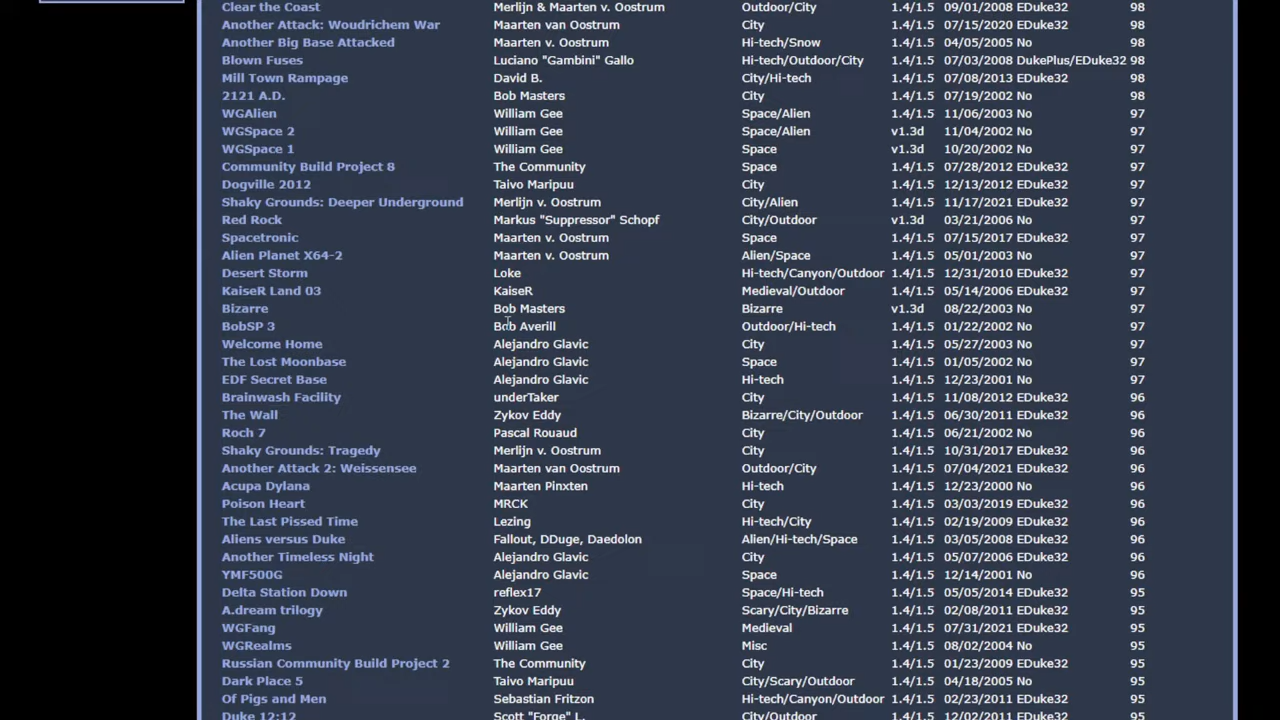 Clear the Coast Merlijn & Maarten v. Oostrum Outdoor/City 1.4/1.5 09/01/2008 EDuke32 98
Another Attack: Woudrichem War Maarten van Oostrum City 1.4/1.5 07/15/2020 EDuke32 98
Another Big Base Attacked Maarten v. Oostrum Hi-tech/Snow 1.4/1.5 04/05/2005 No 98
Blown Fuses Luciano "Gambini" Gallo Hi-tech/Outdoor/City 1.4/1.5 07/03/2008 DukePlus/EDuke32 98
Mill Town Rampage David B. City/Hi-tech 1.4/1.5 07/08/2013 EDuke32 98
2121 A.D. Bob Masters City 1.4/1.5 07/19/2002 No 98
WGAlien William Gee Space/Alien 1.4/1.5 11/06/2003 No 97
WGSpace 2 William Gee Space/Alien v1.3d 11/04/2002 No 97
WGSpace 1 William Gee Space v1.3d 10/20/2002 No 97
Community Build Project 8 The Community Space 1.4/1.5 07/28/2012 EDuke32 97
Dogville 2012 Taivo Maripuu City 1.4/1.5 12/13/2012 EDuke32 97
Shaky Grounds: Deeper Underground Merlijn v. Oostrum City/Alien 1.4/1.5 11/17/2021 EDuke32 97
Red Rock Markus "Suppressor" Schopf City/Outdoor v1.3d 03/21/2006 No 97
Spacetronic Maarten v. Oostrum Space 1.4/1.5 07/15/2017 EDuke32 97
Alien Planet X64-2 Maarten v. Oostrum Alien/Space 1.4/1.5 05/01/2003 No 97
Desert Storm Loke Hi-tech/Canyon/Outdoor 1.4/1.5 12/31/2010 EDuke32 97
KaiseR Land 03 KaiseR Medieval/Outdoor 1.4/1.5 05/14/2006 EDuke32 97
Bizarre Bob Masters Bizarre v1.3d 08/22/2003 No 97
BobSP 3 Bob Averill Outdoor/Hi-tech 1.4/1.5 01/22/2002 No 97
Welcome Home Alejandro Glavic City 1.4/1.5 05/27/2003 No 97
The Lost Moonbase Alejandro Glavic Space 1.4/1.5 01/05/2002 No 97
EDF Secret Base Alejandro Glavic Hi-tech 1.4/1.5 12/23/2001 No 97
Brainwash Facility underTaker City 1.4/1.5 11/08/2012 EDuke32 96
The Wall Zykov Eddy Bizarre/City/Outdoor 1.4/1.5 06/30/2011 EDuke32 96
Roch 7 Pascal Rouaud City 1.4/1.5 06/21/2002 No 96
Shaky Grounds: Tragedy Merlijn v. Oostrum City 1.4/1.5 10/31/2017 EDuke32 96
Another Attack 2: Weissensee Maarten van Oostrum Outdoor/City 1.4/1.5 07/04/2021 EDuke32 96
Acupa Dylana Maarten Pinxten Hi-tech 1.4/1.5 12/23/2000 No 96
Poison Heart MRCK City 1.4/1.5 03/03/2019 EDuke32 96
The Last Pissed Time Lezing Hi-tech/City 1.4/1.5 02/19/2009 EDuke32 96
Aliens versus Duke Fallout, DDuge, Daedolon Alien/Hi-tech/Space 1.4/1.5 03/05/2008 EDuke32 96
Another Timeless Night Alejandro Glavic City 1.4/1.5 05/07/2006 EDuke32 96
YMF500G Alejandro Glavic Space 1.4/1.5 12/14/2001 No 96
Delta Station Down reflex17 Space/Hi-tech 1.4/1.5 05/05/2014 EDuke32 95
A.dream trilogy Zykov Eddy Scary/City/Bizarre 1.4/1.5 02/08/2011 EDuke32 95
WGFang William Gee Medieval 1.4/1.5 07/31/2021 EDuke32 95
WGRealms William Gee Misc 1.4/1.5 08/02/2004 No 95
Russian Community Build Project 2 The Community City 1.4/1.5 01/23/2009 EDuke32 95
Dark Place 5 Taivo Maripuu City/Scary/Outdoor 1.4/1.5 04/18/2005 No 95
Of Pigs and Men Sebastian Fritzon Hi-tech/Canyon/Outdoor 1.4/1.5 02/23/2011 EDuke32 95
Duke 12:12 Scott "Forge" L. City/Outdoor 1.4/1.5 12/02/2011 EDuke32 95